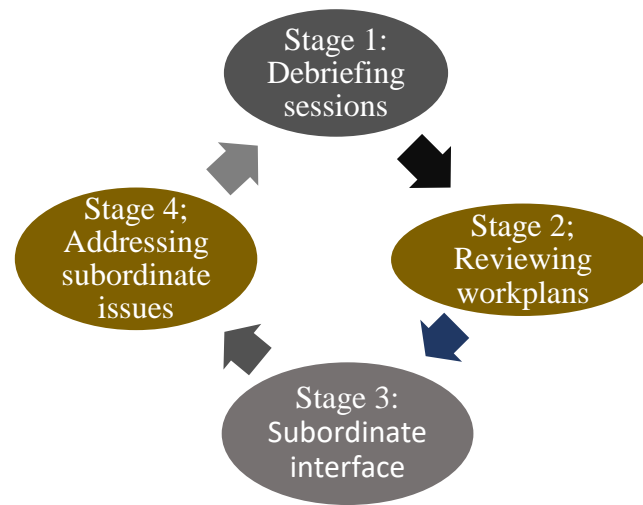 Stage 1:
Debriefing
sessions
Stage 2;
Reviewing
workplans
Stage 3:
Subordinate
interface
Stage 4;
Addressing
subordinate
issues